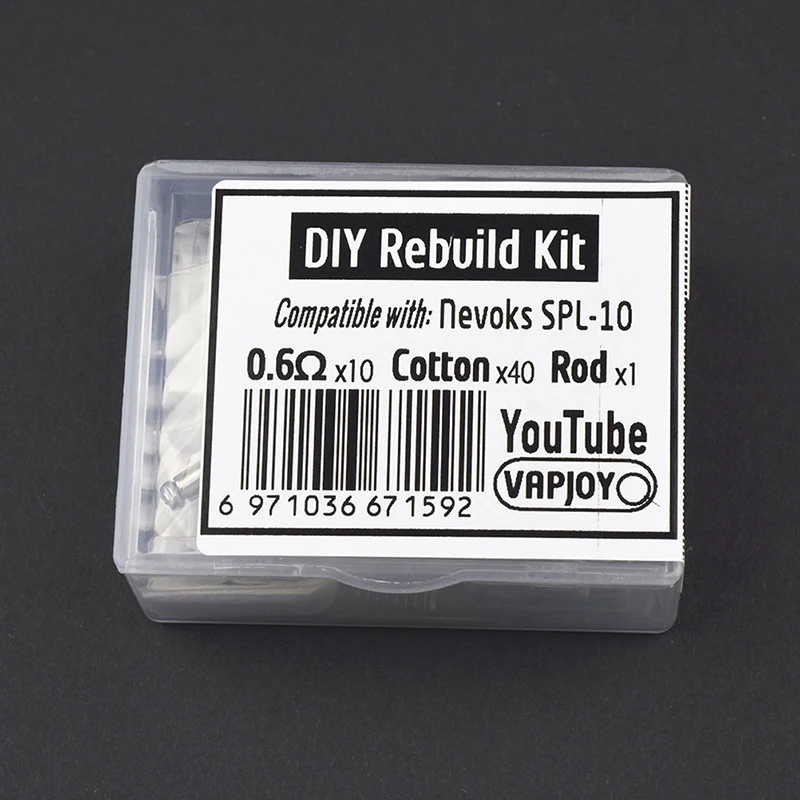 DIY Rebuild Kit
Compatible with: Nevoks SPL-10
0.6Ω x10 Cotton x40 Rod x1
YouTube
VAPJOY
6 971036 671592